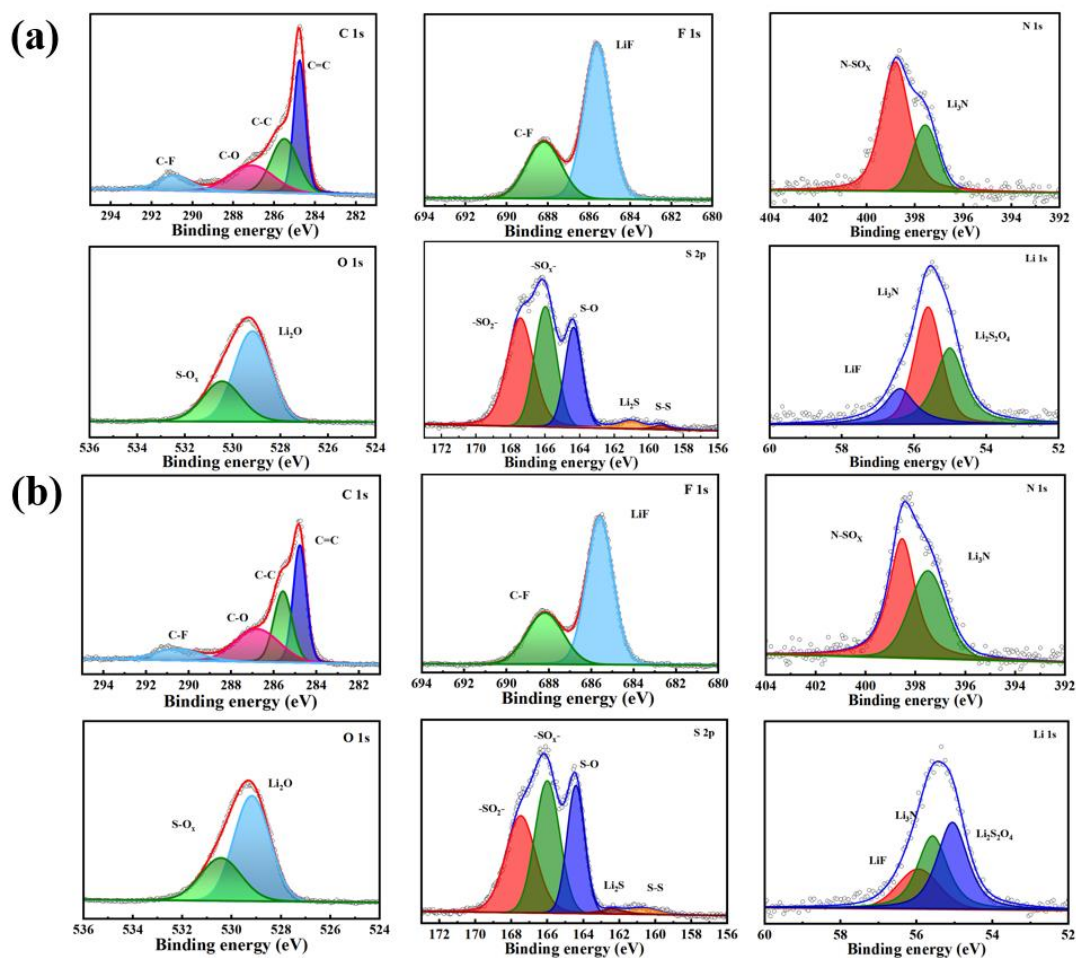 (a)
C 1s
C=C
C-C
C-O
C-F
294 292 290 288 286 284 282
Binding energy (eV)
F 1s
LiF
C-F
694 692 690 688 686 684 682 680
Binding energy (eV)
N 1s
N-SOX
Li3N
404 402 400 398 396 394 392
Binding energy (eV)
O 1s
Li2O
S-Ox
536 534 532 530 528 526 524
Binding energy (eV)
S 2p
-SOx-
-SO2-
S-O
Li2S
S-S
172 170 168 166 164 162 160 158 156
Binding energy (eV)
Li 1s
Li3N
Li2S2O4
LiF
60 58 56 54 52
Binding energy (eV)
(b)
C 1s
C=C
C-C
C-O
C-F
294 292 290 288 286 284 282
Binding energy (eV)
F 1s
LiF
C-F
694 692 690 688 686 684 682 680
Binding energy (eV)
N 1s
N-SOX
Li3N
404 402 400 398 396 394 392
Binding energy (eV)
O 1s
Li2O
S-Ox
536 534 532 530 528 526 524
Binding energy (eV)
S 2p
-SOx-
S-O
-SO2-
Li2S
S-S
172 170 168 166 164 162 160 158 156
Binding energy (eV)
Li 1s
Li3N
Li2S2O4
LiF
60 58 56 54 52
Binding energy (eV)